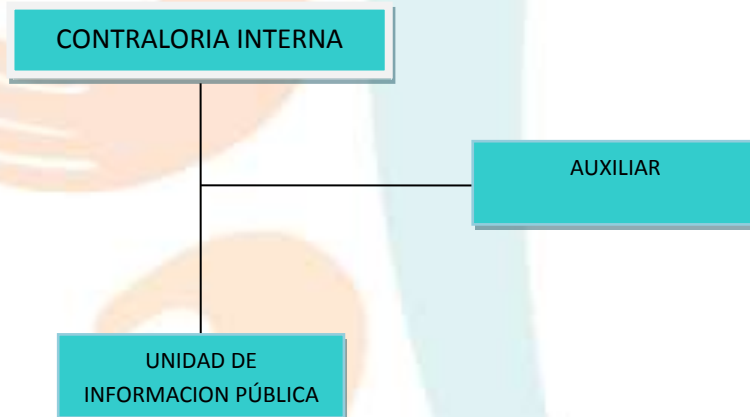 CONTRALORIA INTERNA
AUXILIAR
UNIDAD DE
INFORMACION PÚBLICA